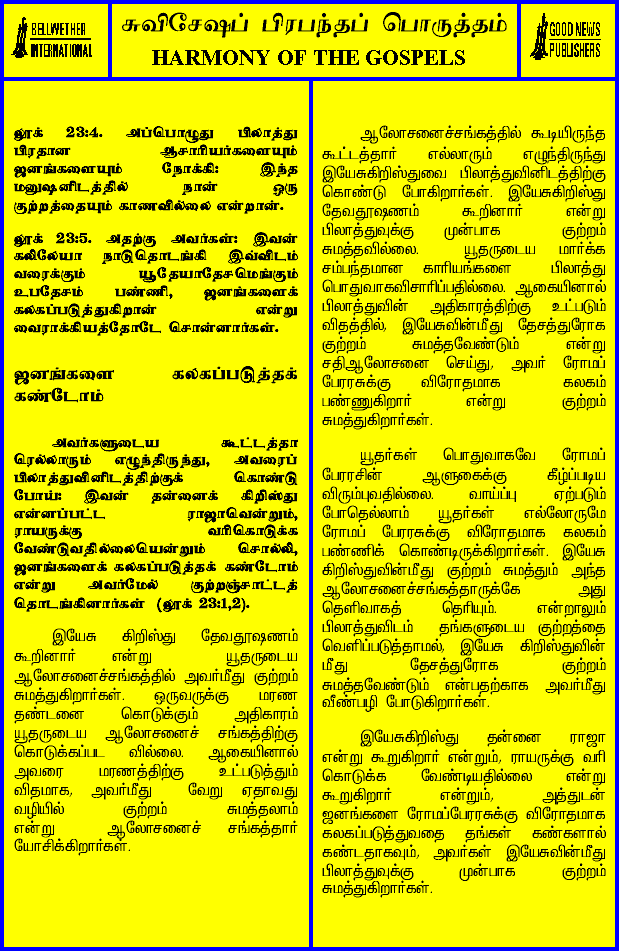 BELLWETHER
INTERNATIONAL
சுவிசேஷப் பிரபந்தப் பொருத்தம்
HARMONY OF THE GOSPELS
GOOD NEWS
PUBLISHERS
லூக் 23:4. அப்பொழுது பிலாத்து
பிரதான ஆசாரியர்களையும்
ஜனங்களையும் நோக்கி: இந்த
மனுஷனிடத்தில் நான் ஒரு
குற்றத்தையும் காணவில்லை என்றான்.
லூக் 23:5. அதற்கு அவர்கள்: இவன்
கலிலேயா நாடுதொடங்கி இவ்விடம்
வரைக்கும் யூதேயாதேசமெங்கும்
உபதேசம் பண்ணி, ஜனங்களைக்
கலகப்படுத்துகிறான் என்று
வைராக்கியத்தோடே சொன்னார்கள்.
ஜனங்களை கலகப்படுத்தக்
கண்டோம்
அவர்களுடைய கூட்டத்தா
ரெல்லாரும் எழுந்திருந்து, அவரைப்
பிலாத்துவினிடத்திற்குக் கொண்டு
போய்: இவன் தன்னைக் கிறிஸ்து
என்னப்பட்ட ராஜாவென்றும்,
ராயருக்கு வரிகொடுக்க
வேண்டுவதில்லையென்றும் சொல்லி,
ஜனங்களைக் கலகப்படுத்தக் கண்டோம்
என்று அவர்மேல் குற்றஞ்சாட்டத்
தொடங்கினார்கள் (லூக் 23:1,2).
இயேசு கிறிஸ்து தேவதூஷணம்
கூறினார் என்று யூதருடைய
ஆலோசனைச்சங்கத்தில் அவர்மீது குற்றம்
சுமத்துகிறார்கள். ஒருவருக்கு மரண
தண்டனை கொடுக்கும் அதிகாரம்
யூதருடைய ஆலோசனைச் சங்கத்திற்கு
கொடுக்கப்பட வில்லை. ஆகையினால்
அவரை மரணத்திற்கு உட்படுத்தும்
விதமாக, அவர்மீது வேறு ஏதாவது
வழியில் குற்றம் சுமத்தலாம்
என்று ஆலோசனைச் சங்கத்தார்
யோசிக்கிறார்கள்.
ஆலோசனைச்சங்கத்தில் கூடியிருந்த
கூட்டத்தார் எல்லாரும் எழுந்திருந்து
இயேசுகிறிஸ்துவை பிலாத்துவினிடத்திற்கு
கொண்டு போகிறார்கள். இயேசுகிறிஸ்து
தேவதூஷணம் கூறினார் என்று
பிலாத்துவுக்கு முன்பாக குற்றம்
சுமத்தவில்லை. யூதருடைய மார்க்க
சம்பந்தமான காரியங்களை பிலாத்து
பொதுவாகவிசாரிப்பதில்லை. ஆகையினால்
பிலாத்துவின் அதிகாரத்திற்கு உட்படும்
விதத்தில், இயேசுவின்மீது தேசத்துரோக
குற்றம் சுமத்தவேண்டும் என்று
சதிஆலோசனை செய்து, அவர் ரோமப்
பேரரசுக்கு விரோதமாக கலகம்
பண்ணுகிறார் என்று குற்றம்
சுமத்துகிறார்கள்.
யூதர்கள் பொதுவாகவே ரோமப்
பேரரசின் ஆளுகைக்கு கீழ்ப்படிய
விரும்புவதில்லை. வாய்ப்பு ஏற்படும்
போதெல்லாம் யூதர்கள் எல்லோருமே
ரோமப் பேரரசுக்கு விரோதமாக கலகம்
பண்ணிக் கொண்டிருக்கிறார்கள். இயேசு
கிறிஸ்துவின்மீது குற்றம் சுமத்தும் அந்த
ஆலோசனைச்சங்கத்தாருக்கே அது
தெளிவாகத் தெரியும். என்றாலும்
பிலாத்துவிடம் தங்களுடைய குற்றத்தை
வெளிப்படுத்தாமல், இயேசு கிறிஸ்துவின்
மீது தேசத்துரோக குற்றம்
சுமத்தவேண்டும் என்பதற்காக அவர்மீது
வீண்பழி போடுகிறார்கள்.
இயேசுகிறிஸ்து தன்னை ராஜா
என்று கூறுகிறார் என்றும், ராயருக்கு வரி
கொடுக்க வேண்டியதில்லை என்று
கூறுகிறார் என்றும், அத்துடன்
ஜனங்களை ரோமப்பேரரசுக்கு விரோதமாக
கலகப்படுத்துவதை தங்கள் கண்களால்
கண்டதாகவும், அவர்கள் இயேசுவின்மீது
பிலாத்துவுக்கு முன்பாக குற்றம்
சுமத்துகிறார்கள்.